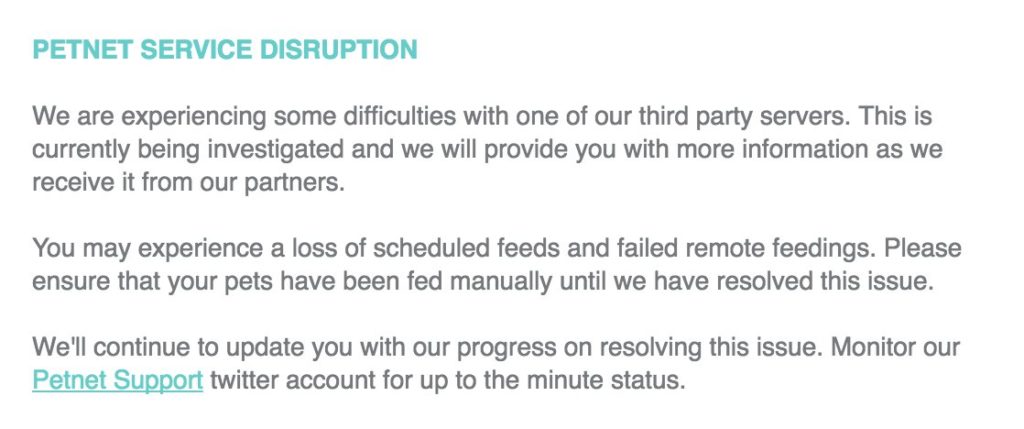 PETNET SERVICE DISRUPTION
We are experiencing some difficulties with one of our third party servers. This is
currently being investigated and we will provide you with more information as we
receive it from our partners.
You may experience a loss of scheduled feeds and failed remote feedings. Please
ensure that your pets have been fed manually until we have resolved this issue.
We'll continue to update you with our progress on resolving this issue. Monitor our
Petnet Support twitter account for up to the minute status.